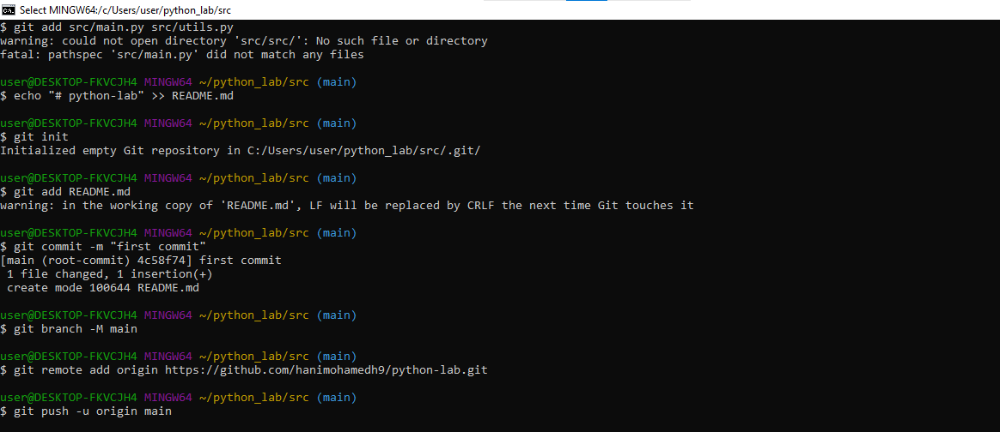 Select MINGW64:/c/Users/user/python_lab/src
$ git add src/main.py src/utils.py
warning: could not open directory 'src/src/': No such file or directory
fatal: pathspec 'src/main.py' did not match any files
user@DESKTOP-FKVCJH4 MINGW64 ~/python_lab/src (main)
$ echo "# python-lab" >> README.md
user@DESKTOP-FKVCJH4 MINGW64 ~/python_lab/src (main)
$ git init
Initialized empty Git repository in C:/Users/user/python_lab/src/.git/
user@DESKTOP-FKVCJH4 MINGW64 ~/python_lab/src (main)
$ git add README.md
warning: in the working copy of 'README.md', LF will be replaced by CRLF the next time Git touches it
user@DESKTOP-FKVCJH4 MINGW64 ~/python_lab/src (main)
$ git commit -m "first commit"
[main (root-commit) 4c58f74] first commit
 1 file changed, 1 insertion(+)
 create mode 100644 README.md
user@DESKTOP-FKVCJH4 MINGW64 ~/python_lab/src (main)
$ git branch -M main
user@DESKTOP-FKVCJH4 MINGW64 ~/python_lab/src (main)
$ git remote add origin https://github.com/hanimohamedh9/python-lab.git
user@DESKTOP-FKVCJH4 MINGW64 ~/python_lab/src (main)
$ git push -u origin main